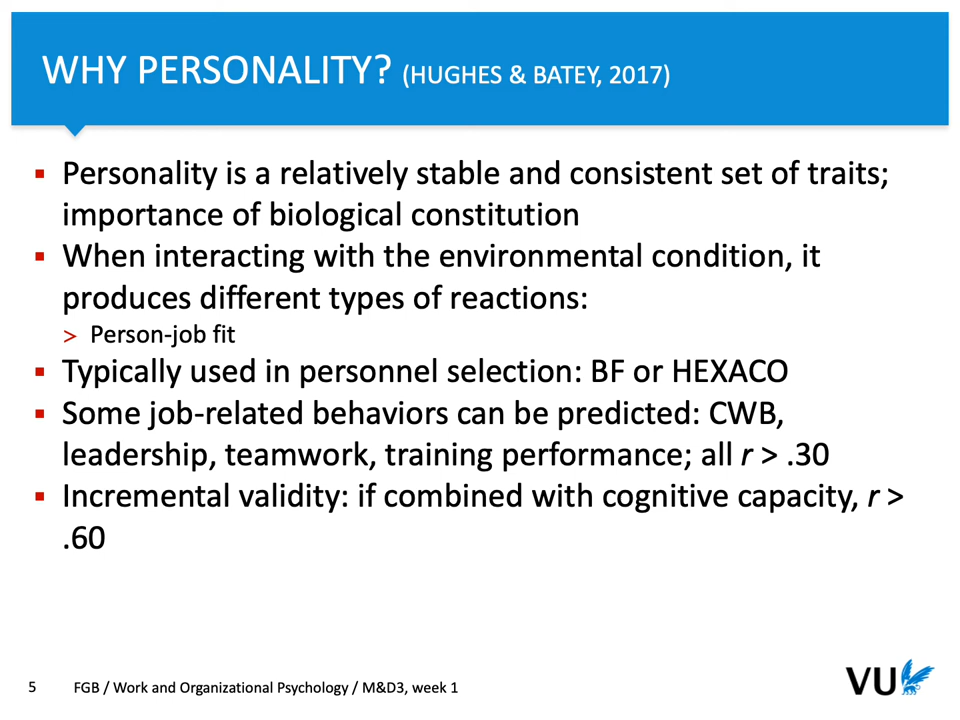 WHY PERSONALITY? (HUGHES & BATEY, 2017)
▪ Personality is a relatively stable and consistent set of traits;
importance of biological constitution
▪ When interacting with the environmental condition, it
produces different types of reactions:
> Person-job fit
▪ Typically used in personnel selection: BF or HEXACO
▪ Some job-related behaviors can be predicted: CWB,
leadership, teamwork, training performance; all r > .30
▪ Incremental validity: if combined with cognitive capacity, r >
.60
5 FGB / Work and Organizational Psychology / M&D3, week 1
VU